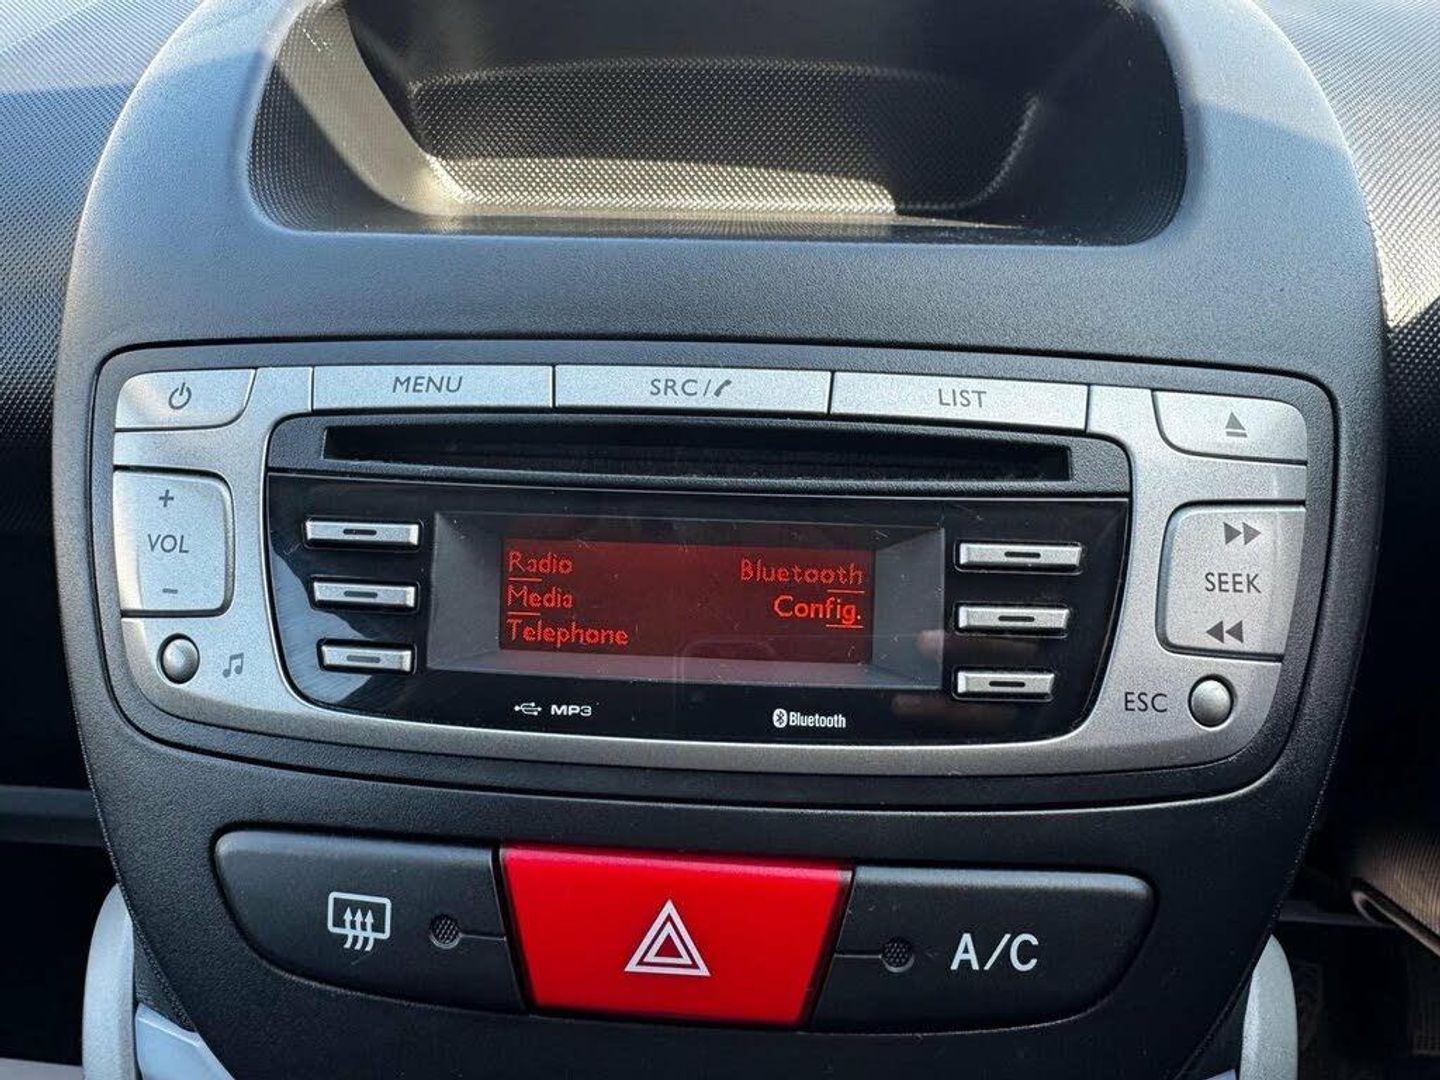 MENU
SRC/
LIST
+
VOL
-
SEEK
ESC
Radio
Media
Telephone
Bluetooth
Config.
MP3
Bluetooth
A/C